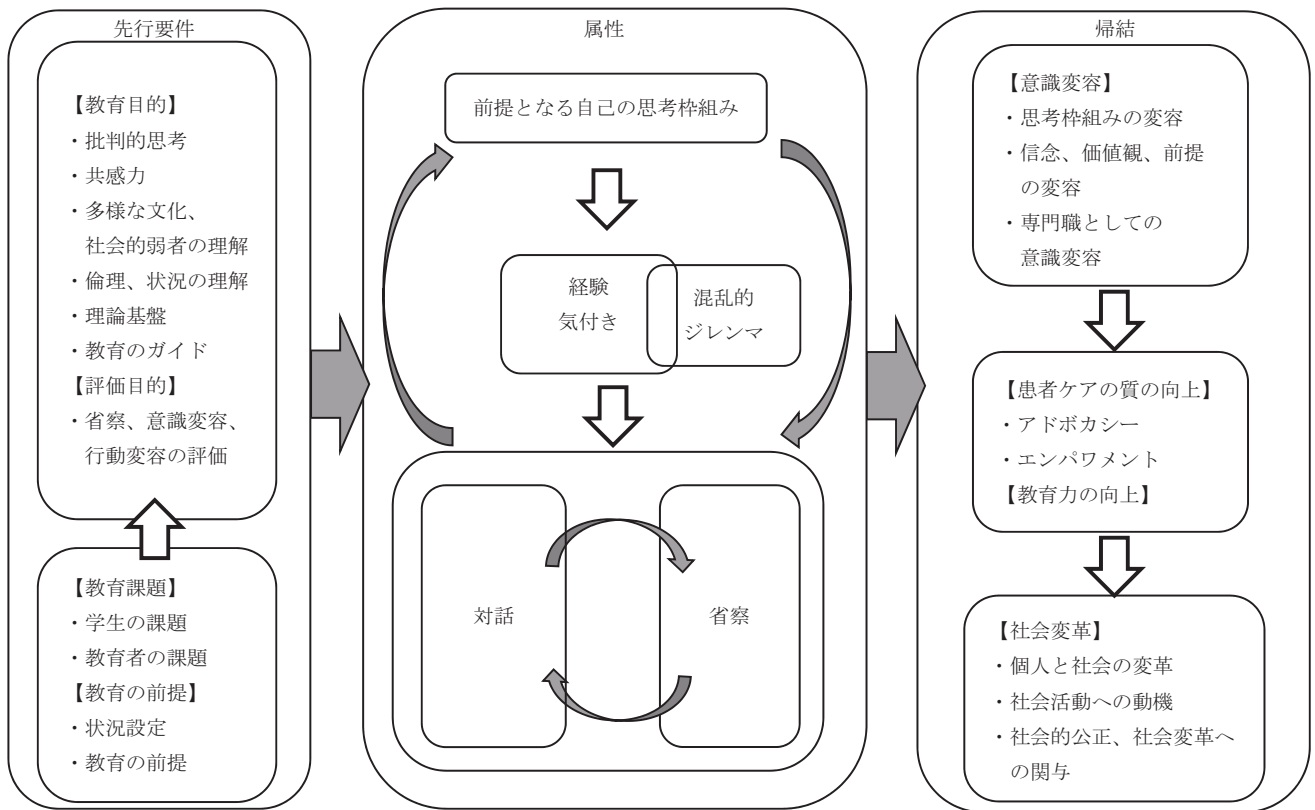 先行要件
【教育目的】
・批判的思考
・共感力
・多様な文化、
社会的弱者の理解
・倫理、状況の理解
・理論基盤
・教育のガイド
【評価目的】
・省察、意識変容、
行動変容の評価
【教育課題】
・学生の課題
・教育者の課題
【教育の前提】
・状況設定
・教育の前提
属性
前提となる自己の思考枠組み
経験
気付き
混乱的
ジレンマ
対話
省察
帰結
【意識変容】
・思考枠組みの変容
・信念、価値観、前提
の変容
・専門職としての
意識変容
【患者ケアの質の向上】
・アドボカシー
・エンパワメント
【教育力の向上】
【社会変革】
・個人と社会の変革
・社会活動への動機
・社会的公正、社会変革へ
の関与